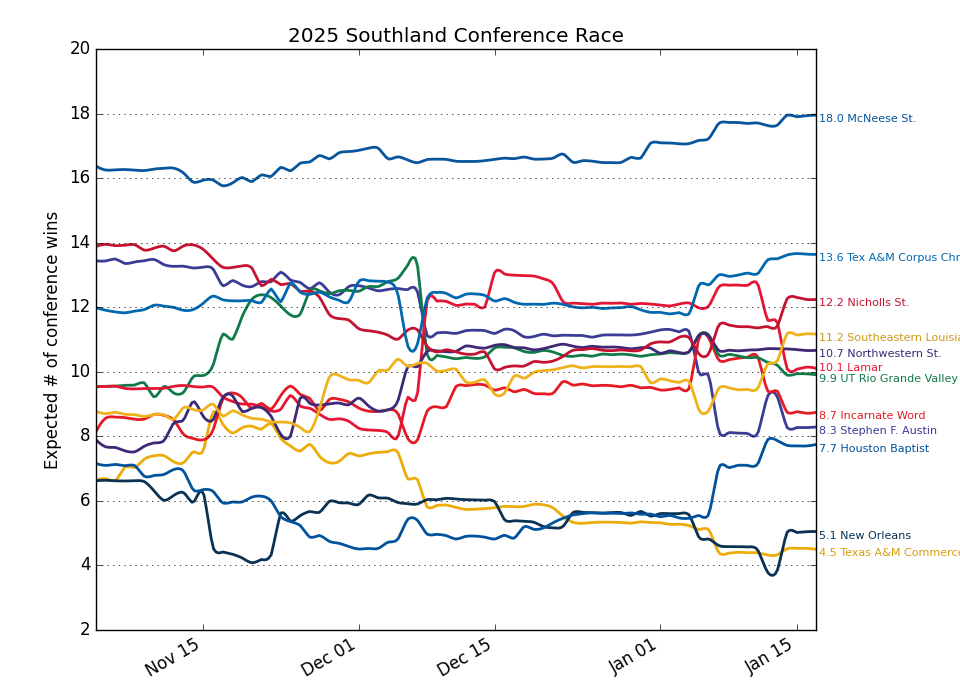 2025 Southland Conference Race
Expected # of conference wins
20
18
16
14
12
10
8
6
4
2
Nov 15
Dec 01
Dec 15
Jan 01
Jan 15
18.0 McNeese St.
13.6 Tex A&M Corpus Chr
12.2 Nicholls St.
11.2 Southeastern Louisia
10.7 Northwestern St.
10.1 Lamar
9.9 UT Rio Grande Valley
8.7 Incarnate Word
8.3 Stephen F. Austin
7.7 Houston Baptist
5.1 New Orleans
4.5 Texas A&M Commerce